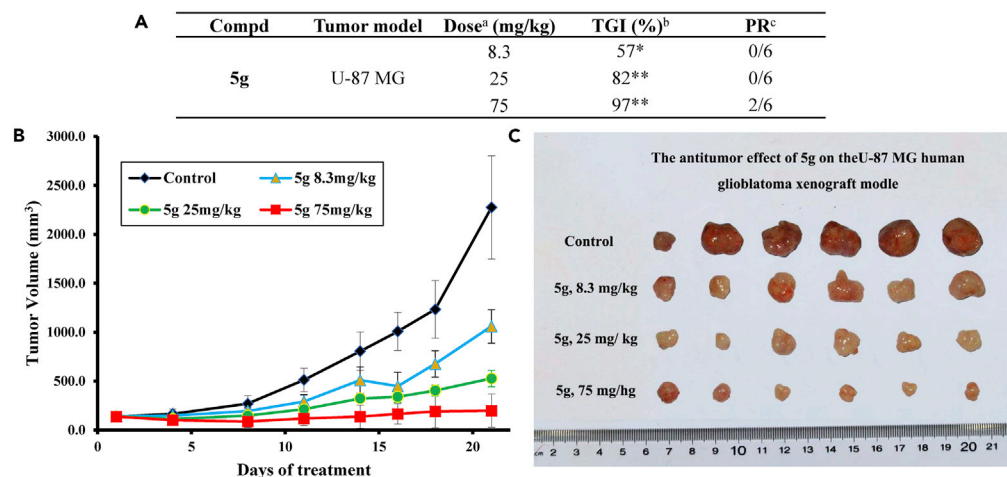 A
Compd Tumor model Doseᵃ (mg/kg) TGI (%)ᵇ PRᶜ
8.3 57* 0/6
5g U-87 MG 25 82** 0/6
75 97** 2/6
B
3000.0
2500.0
2000.0
1500.0
1000.0
500.0
0.0
Tumor Volume (mm³)
Control 5g 8.3mg/kg
5g 25mg/kg 5g 75mg/kg
0 5 10 15 20
Days of treatment
C
The antitumor effect of 5g on theU-87 MG human
glioblatoma xenograft modle
Control
5g, 8.3 mg/kg
5g, 25 mg/ kg
5g, 75 mg/hg
cm 2 3 4 5 6 7 8 9 10 11 12 13 14 15 16 17 18 19 20 21